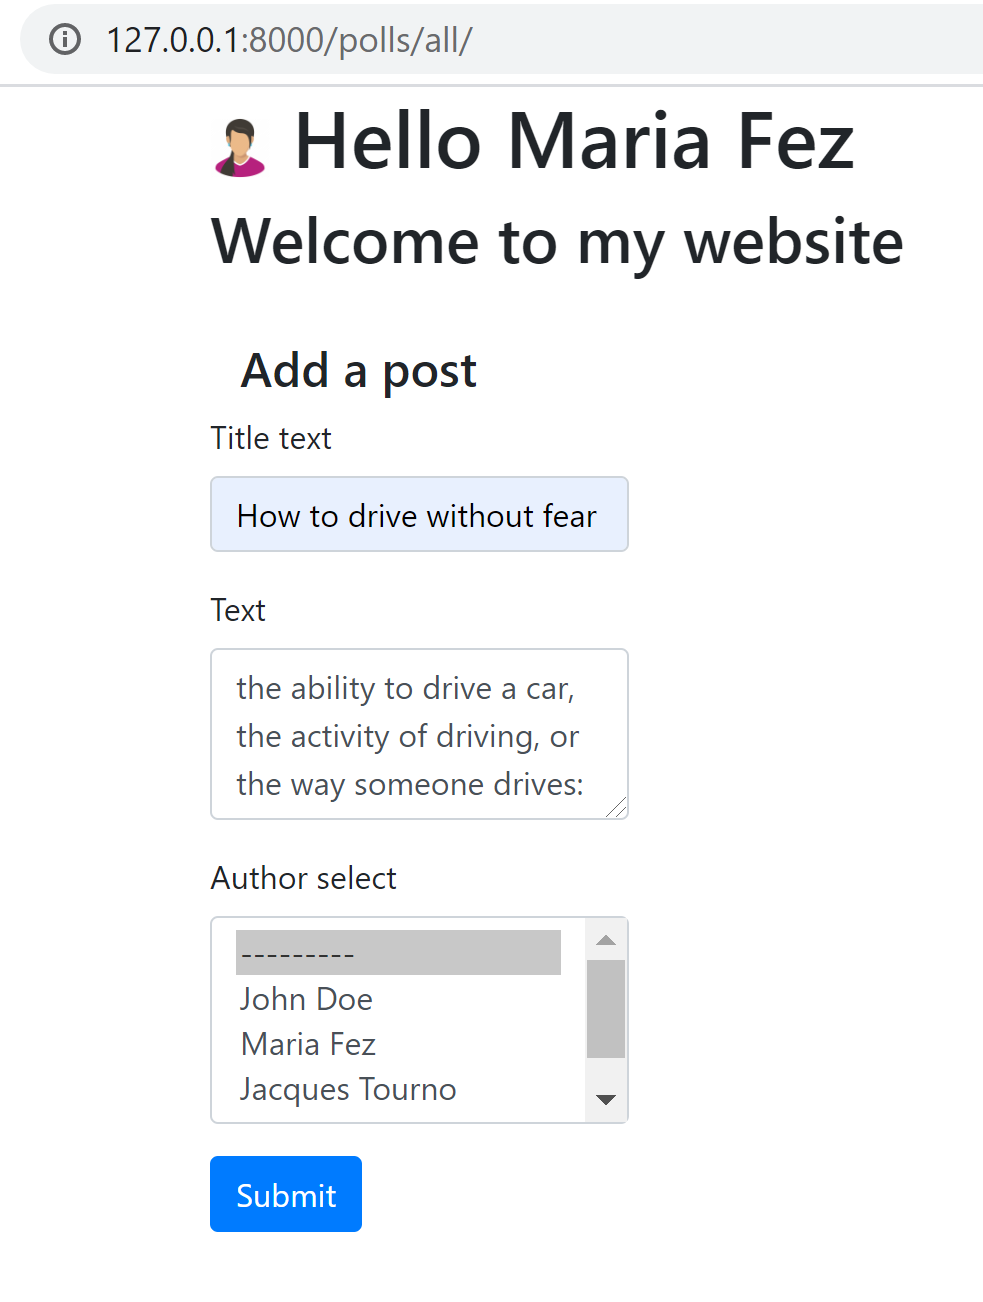 127.0.0.1:8000/polls/all/
Hello Maria Fez
Welcome to my website
Add a post
Title text
How to drive without fear
Text
the ability to drive a car,
the activity of driving, or
the way someone drives:
Author select
---------
John Doe
Maria Fez
Jacques Tourno
Submit